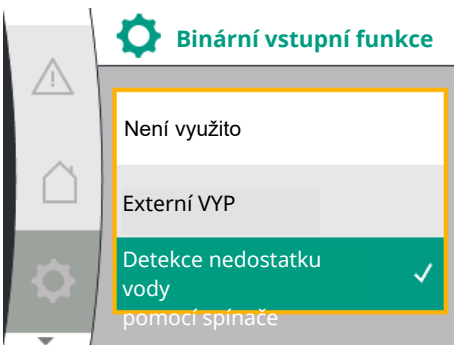 Binární vstupní funkce
Není využito
Externí VYP
Detekce nedostatku
vody
pomocí spínače